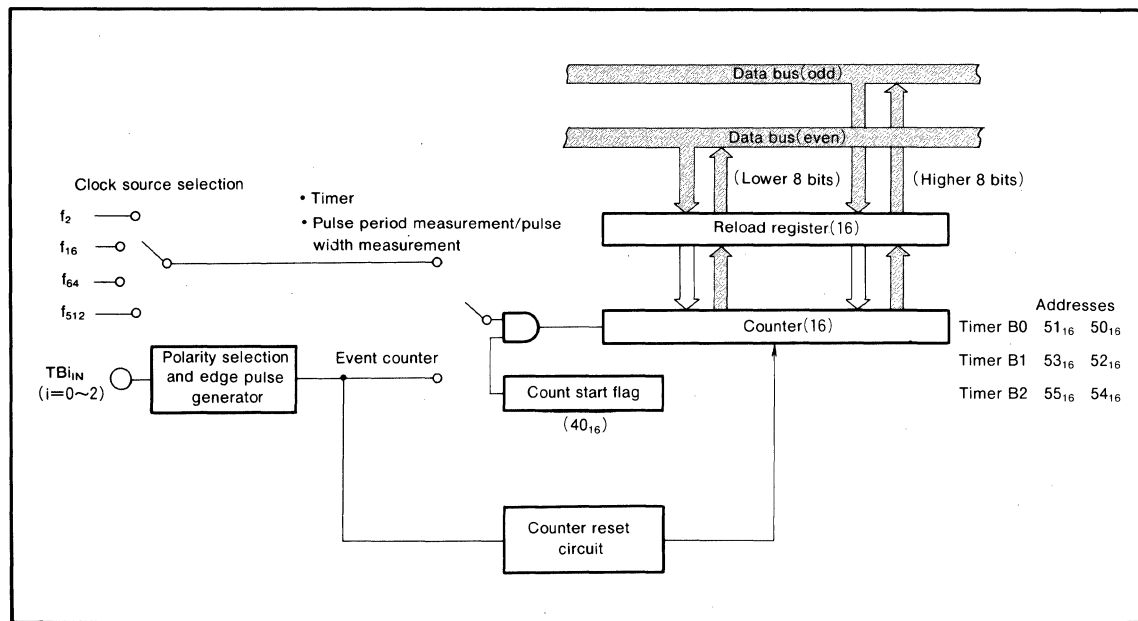 Data bus(odd)
Data bus(even)
(Lower 8 bits)
(Higher 8 bits)
Clock source selection
f2
f16
f64
f512
• Timer
• Pulse period measurement/pulse
width measurement
Reload register(16)
Counter(16)
Addresses
Timer B0 51₁₆ 50₁₆
Timer B1 53₁₆ 52₁₆
Timer B2 55₁₆ 54₁₆
TBiIN
(i=0~2)
Polarity selection
and edge pulse
generator
Event counter
Count start flag
(40₁₆)
Counter reset
circuit